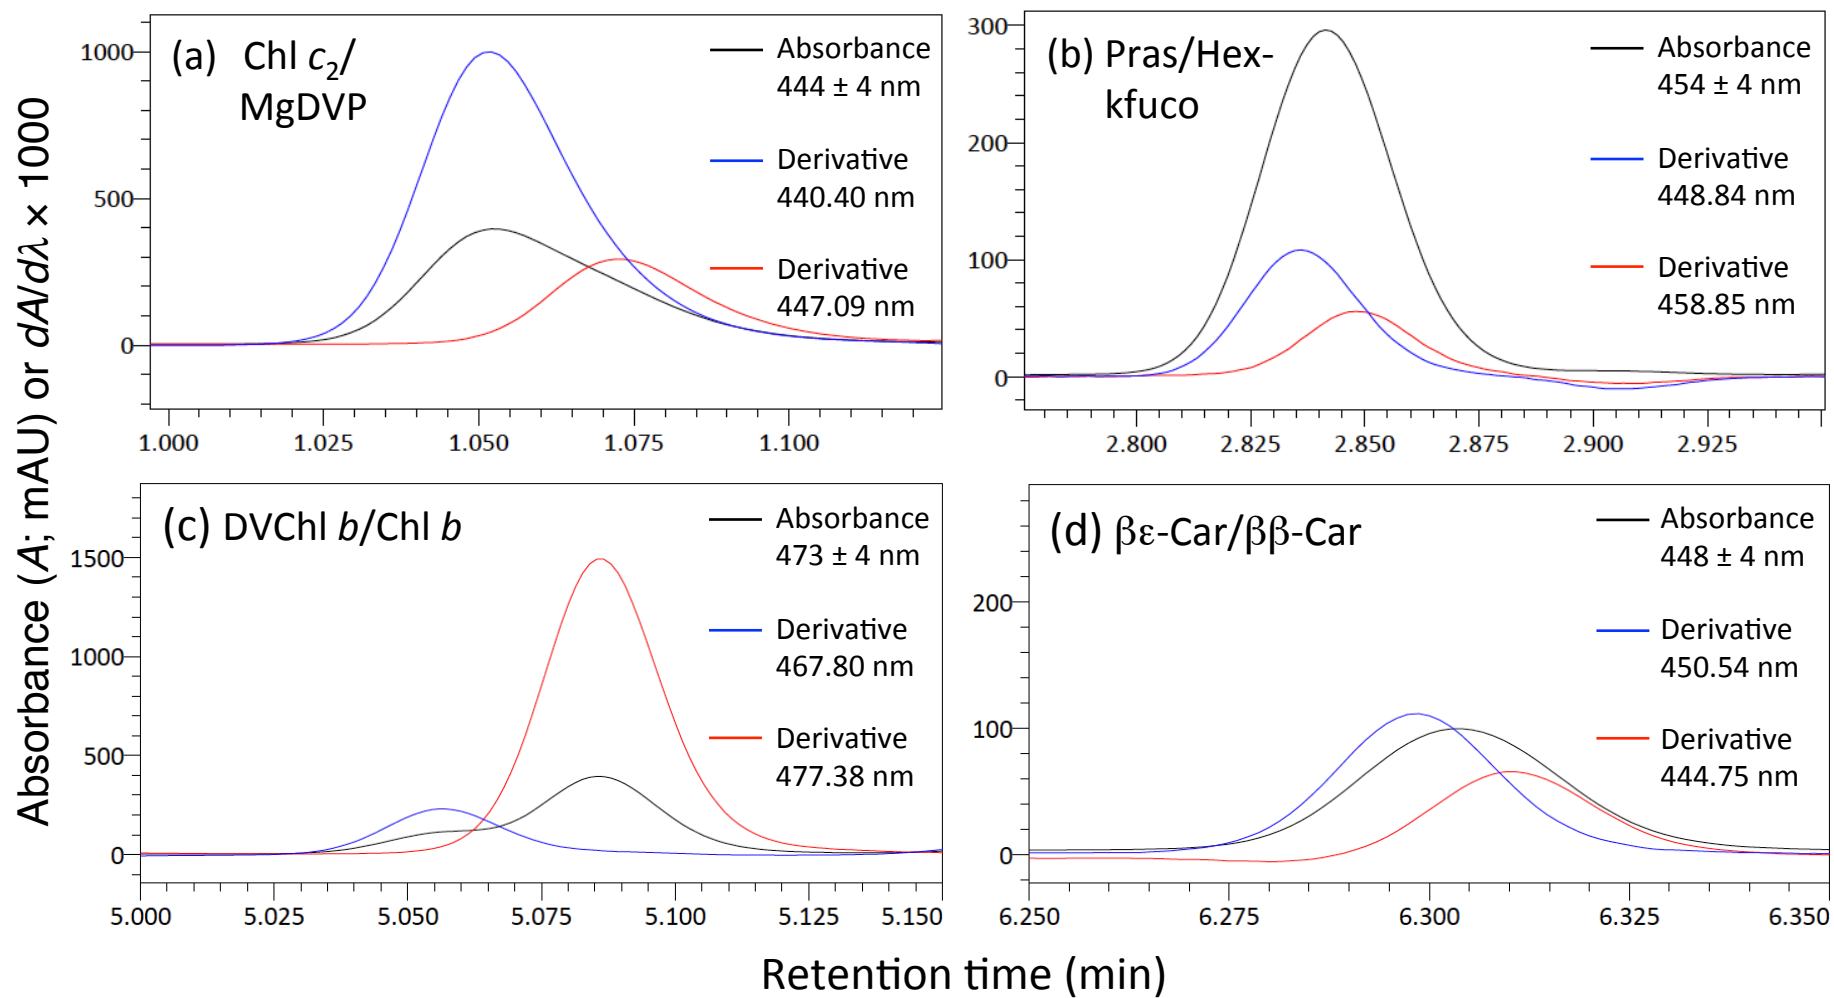 Absorbance (A; mAU) or dA/dλ × 1000
(a) Chl c₂/
MgDVP
Absorbance
444 ± 4 nm
Derivative
440.40 nm
Derivative
447.09 nm
1000
500
0
1.000 1.025 1.050 1.075 1.100
(b) Pras/Hex-
kfuco
Absorbance
454 ± 4 nm
Derivative
448.84 nm
Derivative
458.85 nm
300
200
100
0
2.800 2.825 2.850 2.875 2.900 2.925
(c) DVChl b/Chl b
Absorbance
473 ± 4 nm
Derivative
467.80 nm
Derivative
477.38 nm
1500
1000
500
0
5.000 5.025 5.050 5.075 5.100 5.125 5.150
(d) βε-Car/ββ-Car
Absorbance
448 ± 4 nm
Derivative
450.54 nm
Derivative
444.75 nm
200
100
0
6.250 6.275 6.300 6.325 6.350
Retention time (min)